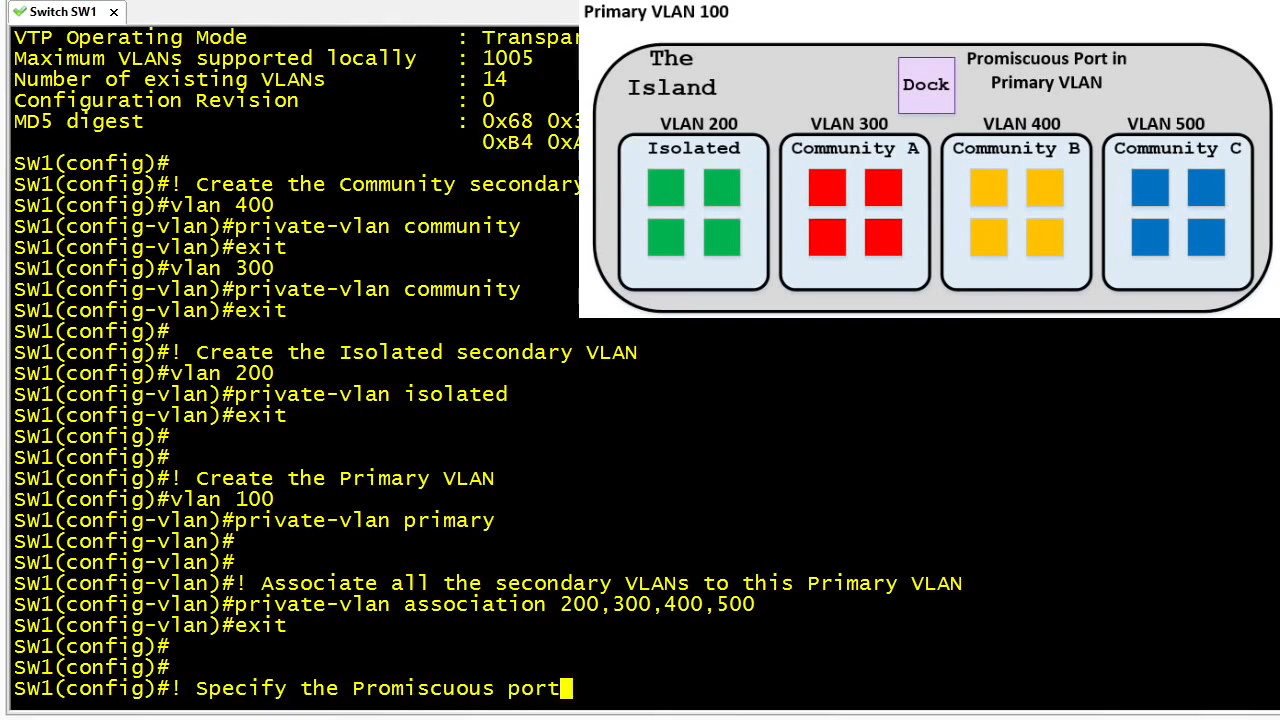 Switch SW1
VTP Operating Mode : Transpar
Maximum VLANs supported locally : 1005
Number of existing VLANs : 14
Configuration Revision : 0
MD5 digest : 0x68
0xB4
SW1(config)#
SW1(config)#! Create the Community secondary
SW1(config)#vlan 400
SW1(config-vlan)#private-vlan community
SW1(config-vlan)#exit
SW1(config)#vlan 300
SW1(config-vlan)#private-vlan community
SW1(config-vlan)#exit
SW1(config)#
SW1(config)#! Create the Isolated secondary VLAN
SW1(config)#vlan 200
SW1(config-vlan)#private-vlan isolated
SW1(config-vlan)#exit
SW1(config)#
SW1(config)#
SW1(config)#! Create the Primary VLAN
SW1(config)#vlan 100
SW1(config-vlan)#private-vlan primary
SW1(config-vlan)#
SW1(config-vlan)#
SW1(config-vlan)#! Associate all the secondary VLANs to this Primary VLAN
SW1(config-vlan)#private-vlan association 200,300,400,500
SW1(config-vlan)#exit
SW1(config)#
SW1(config)#
SW1(config)#! Specify the Promiscuous port
Primary VLAN 100
The
Island
Dock
Promiscuous Port in
Primary VLAN
VLAN 200
VLAN 300
VLAN 400
VLAN 500
Isolated
Community A
Community B
Community C